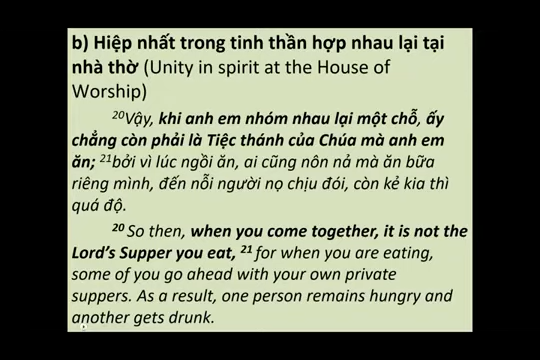 b) Hiệp nhất trong tinh thần hợp nhau lại tại
nhà thờ (Unity in spirit at the House of
Worship)
20Vậy, khi anh em nhóm nhau lại một chỗ, ấy
chẳng còn phải là Tiệc thánh của Chúa mà anh em
ăn; 21bởi vì lúc ngồi ăn, ai cũng nôn nả mà ăn bữa
riêng mình, đến nỗi người nọ chịu đói, còn kẻ kia thì
quá độ.
20 So then, when you come together, it is not the
Lord's Supper you eat, 21 for when you are eating,
some of you go ahead with your own private
suppers. As a result, one person remains hungry and
another gets drunk.